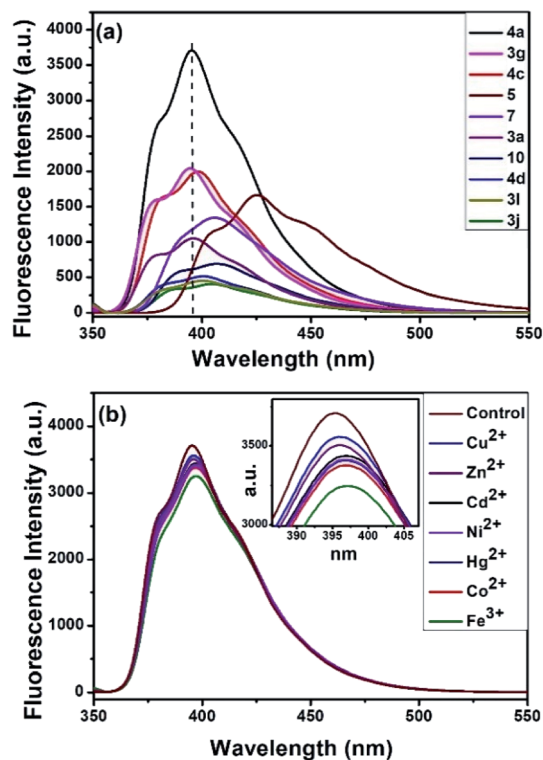 (a)
4a
3g
4c
5
7
3a
10
4d
3l
3j
Fluorescence Intensity (a.u.)
4000
3500
3000
2500
2000
1500
1000
500
0
350 400 450 500 550
Wavelength (nm)
(b)
Control
Cu²⁺
Zn²⁺
Cd²⁺
Ni²⁺
Hg²⁺
Co²⁺
Fe³⁺
Fluorescence Intensity (a.u.)
4000
3000
2000
1000
0
a.u.
3500
3000
390 395 400 405
nm
350 400 450 500 550
Wavelength (nm)